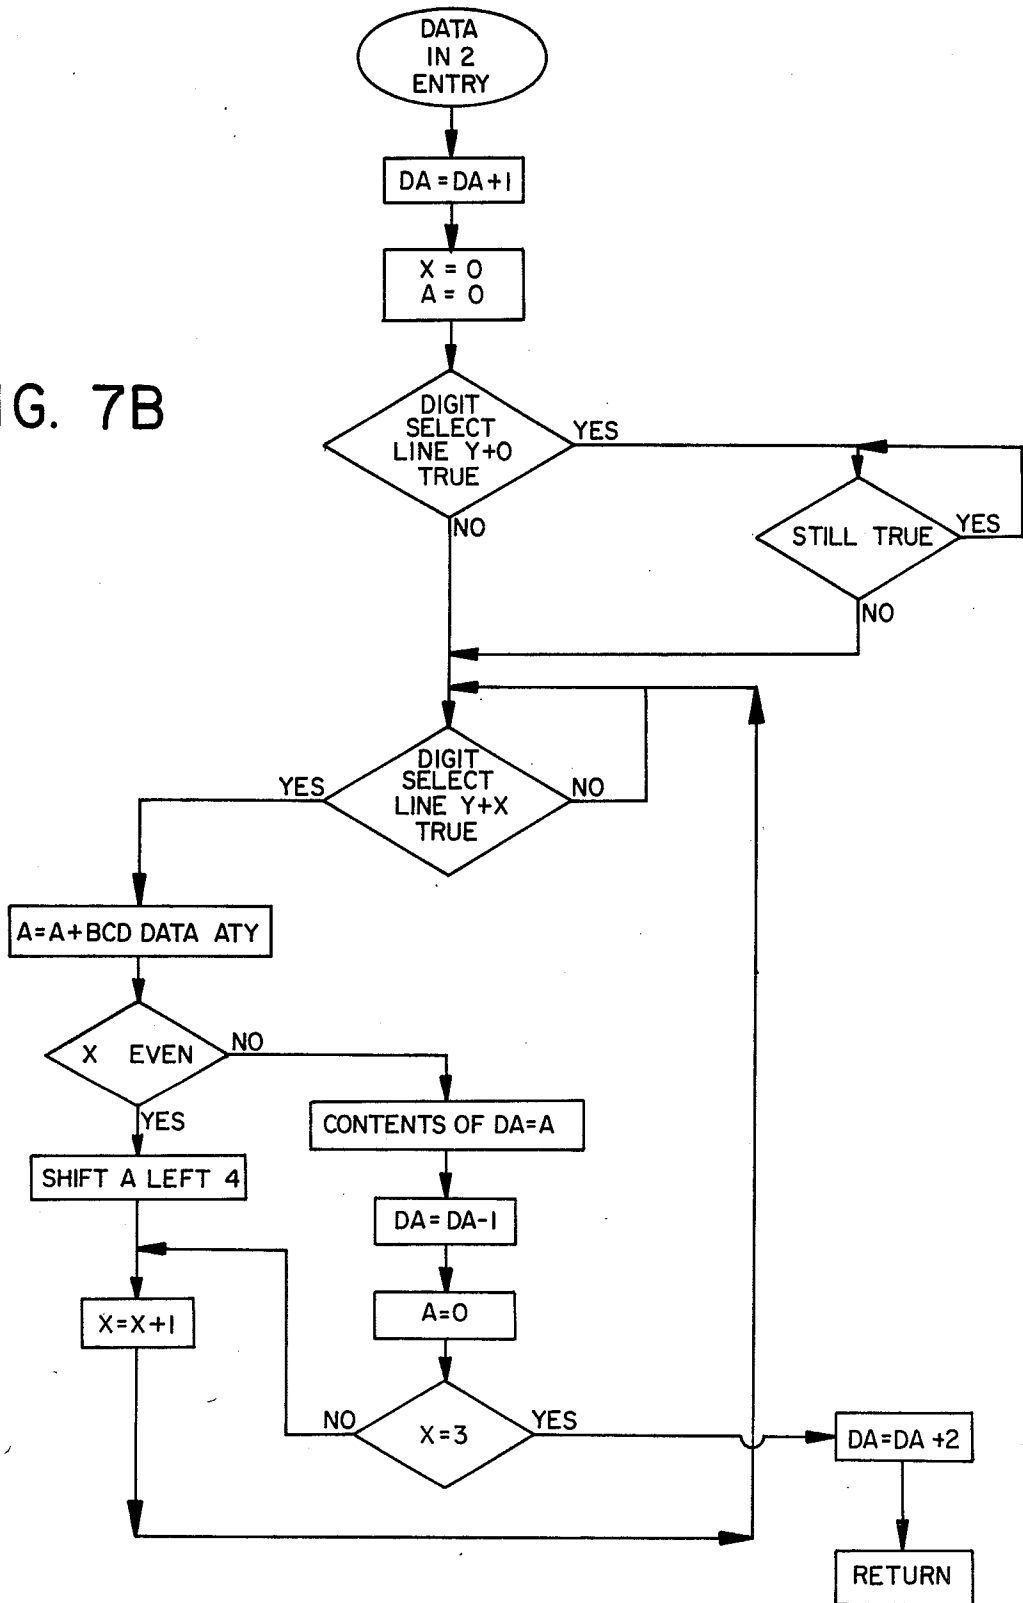 DATA
IN 2
ENTRY
DA=DA+1
X = 0
A = 0
G. 7B
DIGIT
SELECT
LINE Y+0
TRUE
YES
NO
STILL TRUE
YES
NO
DIGIT
SELECT
LINE Y+X
TRUE
YES
NO
A=A+BCD DATA ATY
X EVEN
NO
YES
CONTENTS OF DA=A
SHIFT A LEFT 4
DA=DA-1
A=0
X=X+1
X=3
NO
YES
DA=DA+2
RETURN